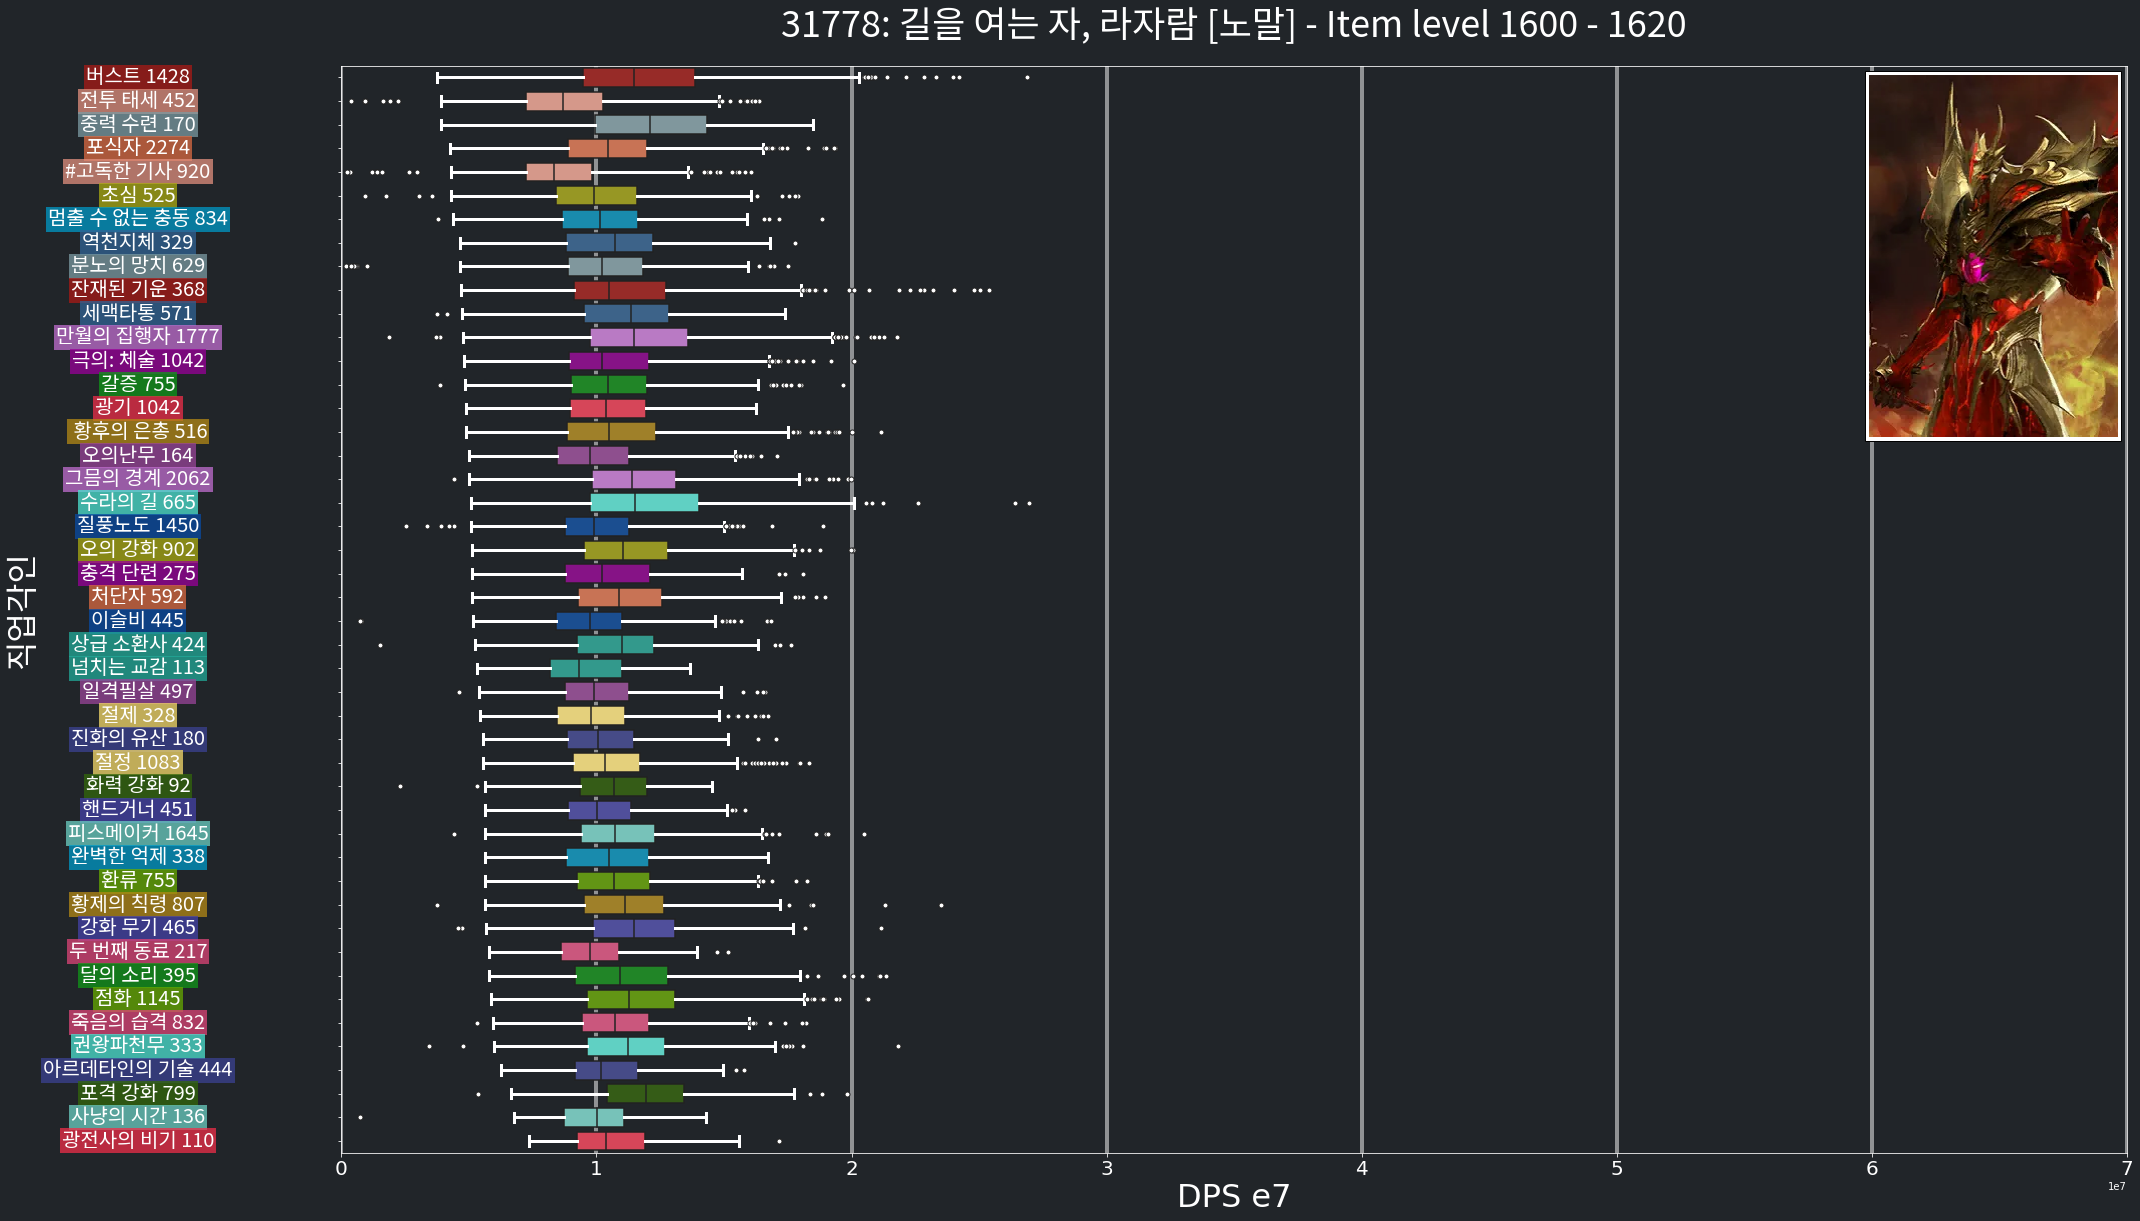 31778: 길을 여는 자, 라자람 [노말] - Item level 1600 - 1620
직업각인
버스트 1428
전투 태세 452
중력 수련 170
포식자 2274
#고독한 기사 920
초심 525
멈출 수 없는 충동 834
역천지체 329
분노의 망치 629
잔재된 기운 368
세맥타통 571
만월의 집행자 1777
극의: 체술 1042
갈증 755
광기 1042
황후의 은총 516
오의난무 164
그믐의 경계 2062
수라의 길 665
질풍노도 1450
오의 강화 902
충격 단련 275
처단자 592
이슬비 445
상급 소환사 424
넘치는 교감 113
일격필살 497
절제 328
진화의 유산 180
절정 1083
화력 강화 92
핸드거너 451
피스메이커 1645
완벽한 억제 338
환류 755
황제의 칙령 807
강화 무기 465
두 번째 동료 217
달의 소리 395
점화 1145
죽음의 습격 832
권왕파천무 333
아르데타인의 기술 444
포격 강화 799
사냥의 시간 136
광전사의 비기 110
0 1 2 3 4 5 6 7
1e7
DPS e7